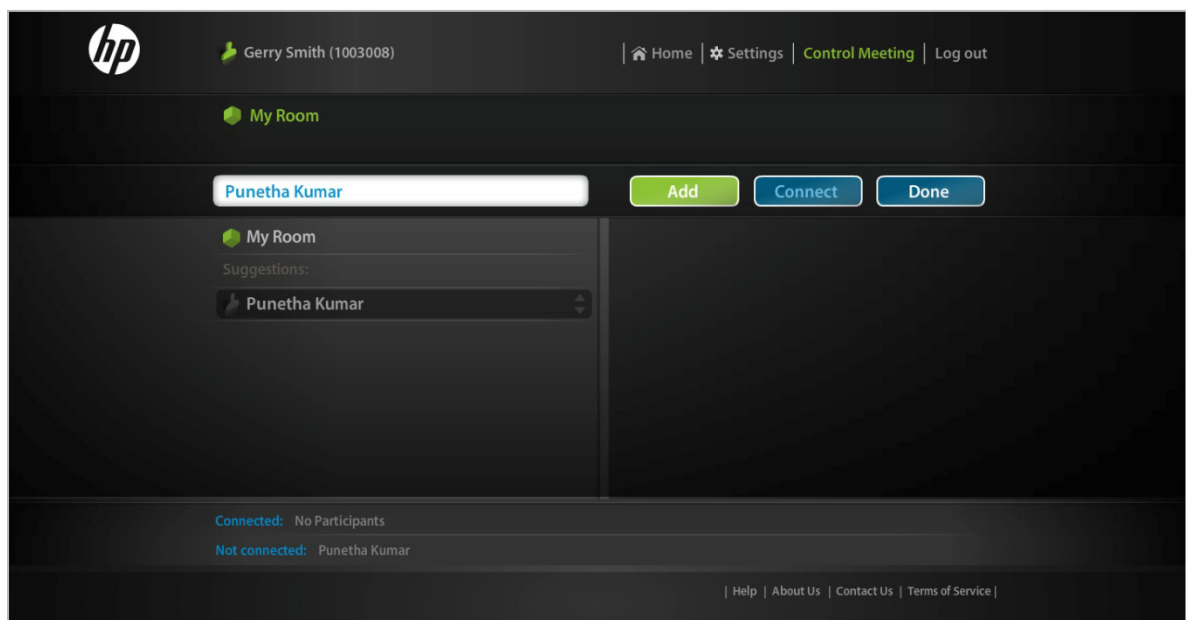 hp
Gerry Smith (1003008)
| Home | Settings | Control Meeting | Log out
My Room
Punetha Kumar
Add
Connect
Done
My Room
Suggestions:
Punetha Kumar
Connected: No Participants
Not connected: Punetha Kumar
| Help | About Us | Contact Us | Terms of Service |